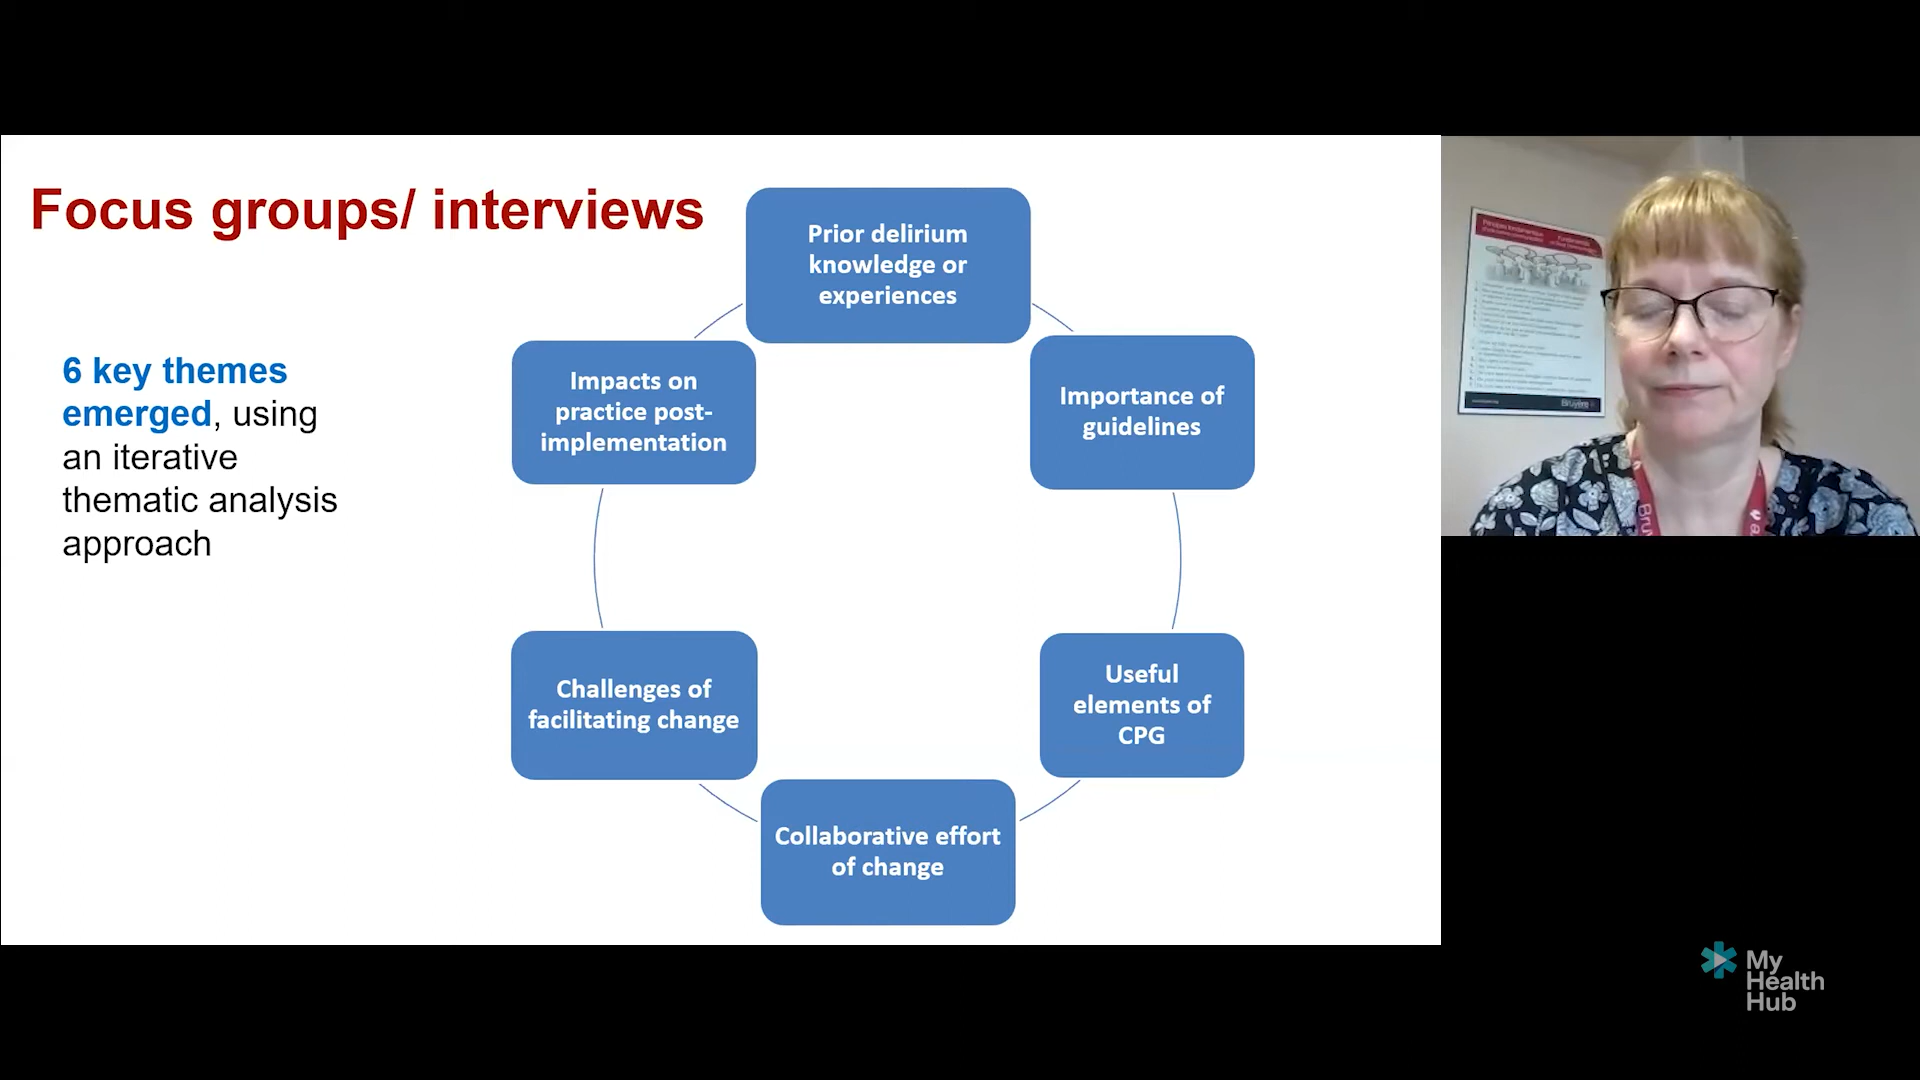 Focus groups/ interviews
6 key themes
emerged, using
an iterative
thematic analysis
approach
Prior delirium
knowledge or
experiences
Importance of
guidelines
Useful
elements of
CPG
Collaborative effort
of change
Challenges of
facilitating change
Impacts on
practice post-
implementation
Bruyère
Bru
My
Health
Hub